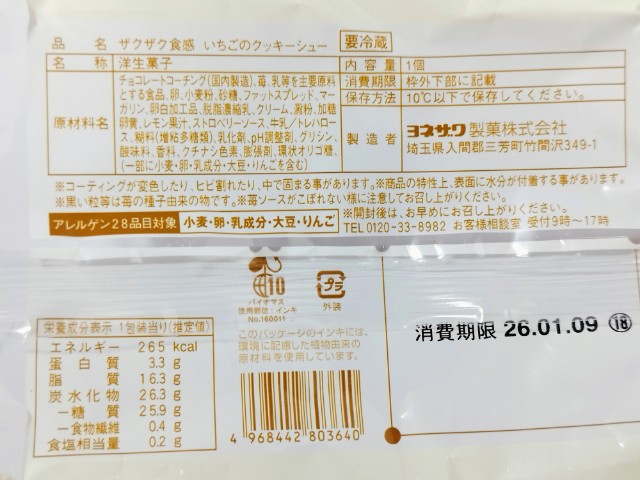 品名 ザクザク食感 いちごのクッキーシュー 要冷蔵
名称 洋生菓子
内容量 1個
消費期限 枠外下部に記載
保存方法 10℃以下で保存してください。
原材料名
チョコレートコーチング(国内製造)、苺、乳等を主要原料
とする食品、卵、小麦粉、砂糖、ファットスプレッド、マー
ガリン、卵白加工品、脱脂濃縮乳、クリーム、澱粉、加糖
卵黄、レモン果汁、ストロベリーソース、牛乳/トレハロー
ス、糊料(増粘多糖類)、乳化剤、pH調整剤、グリシン、
酸味料、香料、クチナシ色素、膨張剤、環状オリゴ糖、
(一部に小麦・卵・乳成分・大豆・りんごを含む)
製造者
ヨネザワ製菓株式会社
埼玉県入間郡三芳町竹間沢349-1
※コーティングが変色したり、ヒビ割れたり、中で固まる事があります。※商品の特性上、表面に水分が付着する事があります。
※黒い粒等は苺の種子由来の物です。※苺ソースがこぼれない様に注意してお召し上がりください。
アレルゲン28品目対象 小麦・卵・乳成分・大豆・りんご
※開封後は、お早めにお召し上がりください。
TEL0120-33-8982 お客様相談室 受付9時〜17時
10
バイオマス
使用部位:インキ
No.160011
プラ
外装
このパッケージのインキには、
環境に配慮した植物由来の
原材料を使用しています。
消費期限 26.01.09 ⑱
栄養成分表示 1包装当り(推定値)
エネルギー 265 kcal
蛋白質 3.3 g
脂質 16.3 g
炭水化物 26.3 g
－糖質 25.9 g
－食物繊維 0.4 g
食塩相当量 0.2 g
4 968442 803640